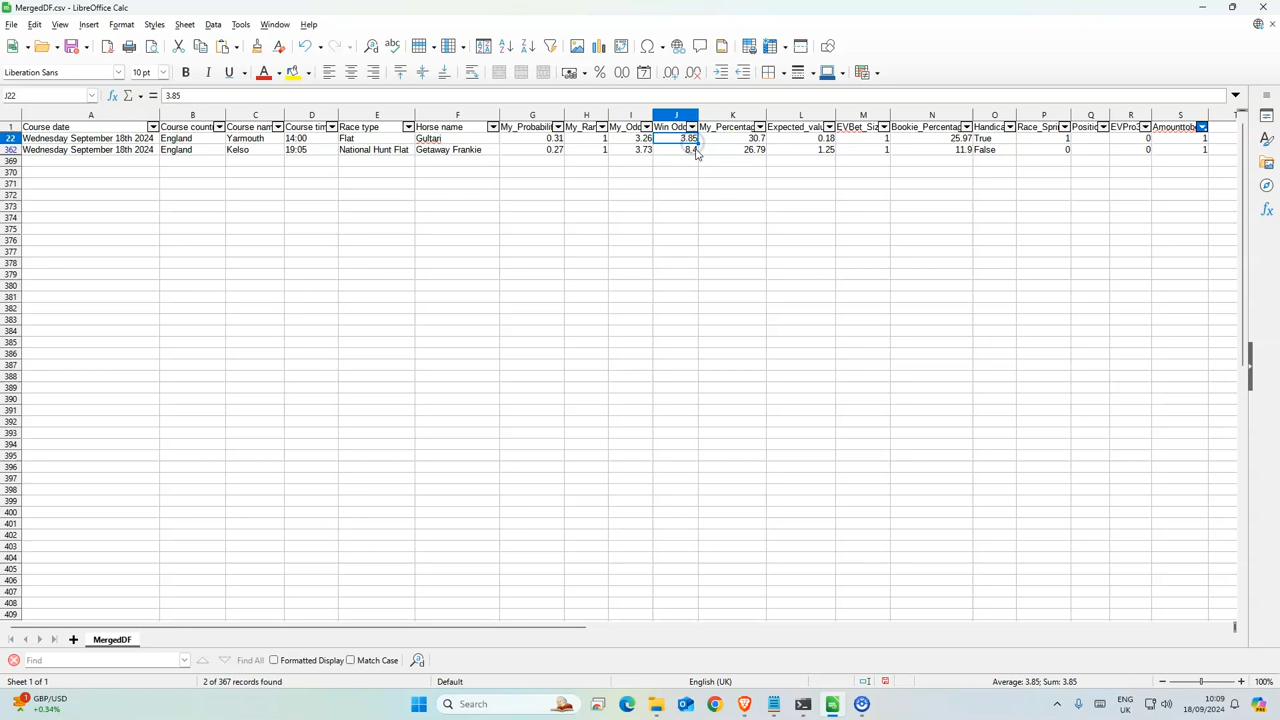 MergedDF.csv - LibreOffice Calc
File Edit View Insert Format Styles Sheet Data Tools Window Help
Liberation Sans 10 pt
J22 3.85
A B C D E F G H I J K L M N O P Q R S T
1 Course date Course count Course nam Course tim Race type Horse name My_Probabili My_Ran My_Odd Win Odd My_Percentag Expected_valu EVBet_Siz Bookie_Percentage Handica Race_Spri Positio EVPro3 Amounttob
22 Wednesday September 18th 2024 England Yarmouth 14:00 Flat Gultari 0.31 1 3.26 3.85 30.7 0.18 1 25.97 True 1 0 0 1
362 Wednesday September 18th 2024 England Kelso 19:05 National Hunt Flat Getaway Frankie 0.27 1 3.73 8.4 26.79 1.25 1 11.9 False 0 0 0 1
369
370
371
372
373
374
375
376
377
378
379
380
381
382
383
384
385
386
387
388
389
390
391
392
393
394
395
396
397
398
399
400
401
402
403
404
405
406
407
408
409
MergedDF
Find Find All Formatted Display Match Case
Sheet 1 of 1 2 of 367 records found Default English (UK) Average: 3.85; Sum: 3.85 100%
GBP/USD
+0.34%
Search
ENG
UK
10:09
18/09/2024